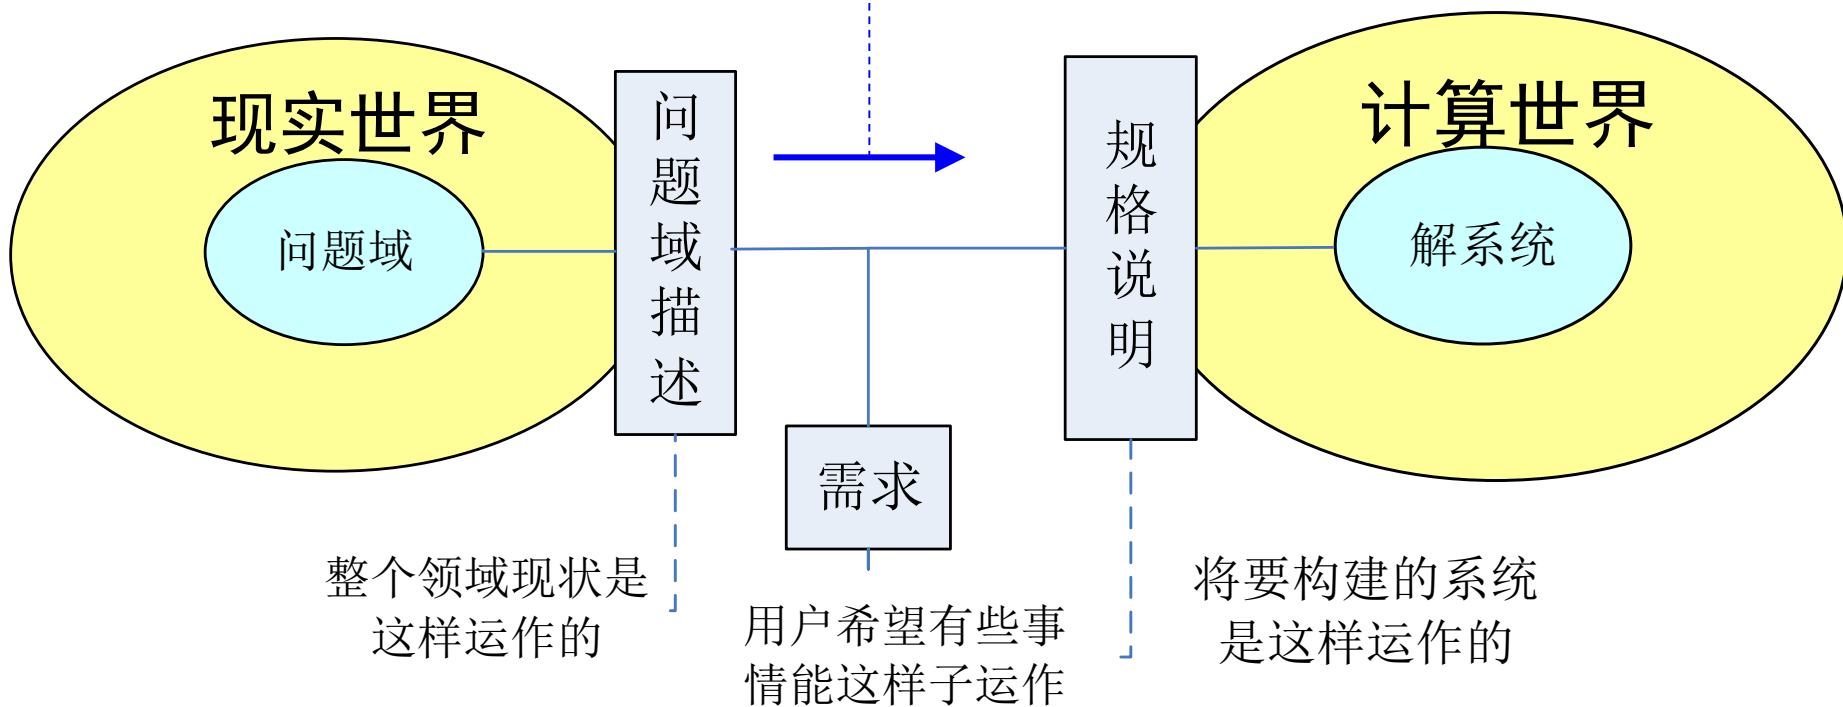 现实世界
问题域
问题域描述
需求
规格说明
计算世界
解系统
整个领域现状是
这样运作的
用户希望有些事
情能这样子运作
将要构建的系统
是这样运作的